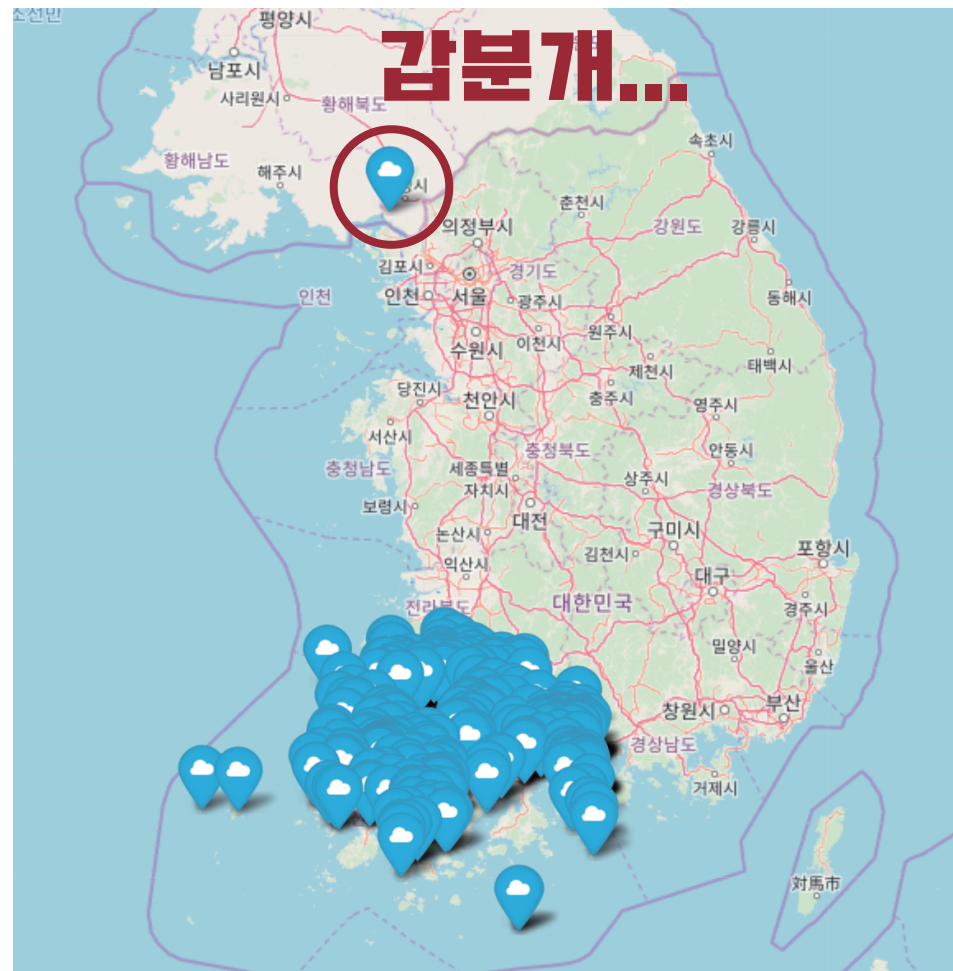 조선만
평양시
갑분개...
남포시
사리원시
황해북도
속초시
황해남도
해주시
시
춘천시
의정부시
강원도
강릉시
김포시
경기도
인천
인천
서울
광주시
동해시
원주시
수원시
이천시
태백시
제천시
당진시
천안시
충주시
영주시
서산시
충청북도
안동시
충청남도
세종특별
자치시
상주시
경상북도
보령시
대전
구미시
논산시
김천시
포항시
익산시
대구
전라북도
대한민국
경주시
밀양시
울산
창원시
부산
경상남도
거제시
対馬市